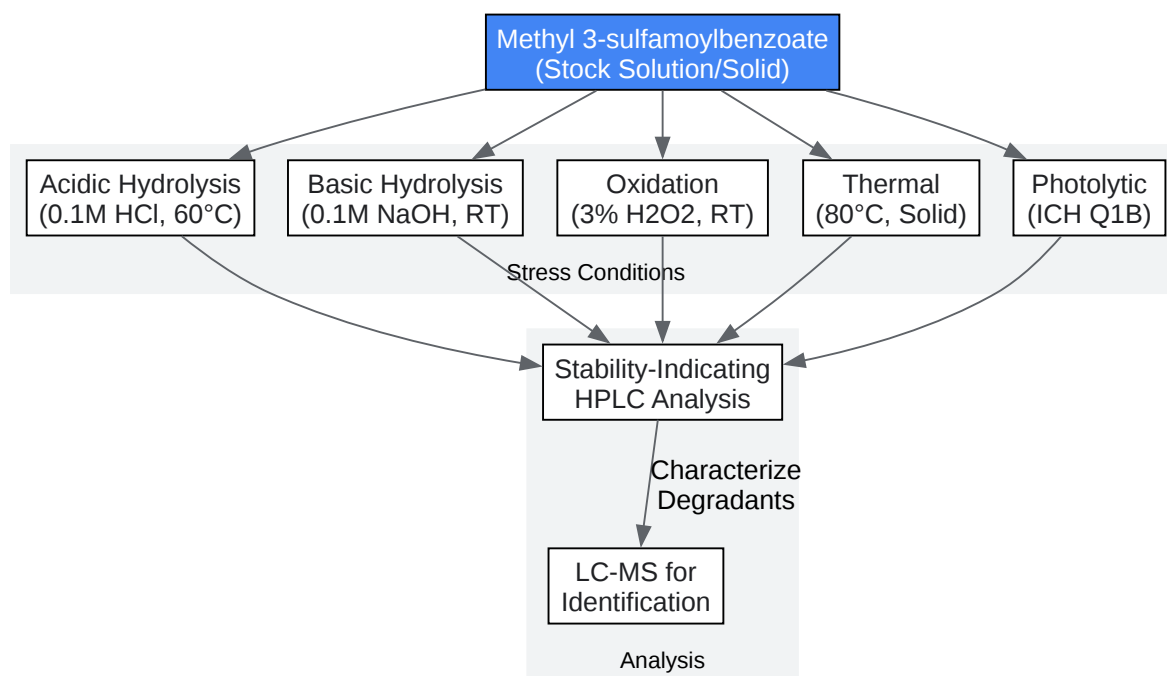 Methyl 3-sulfamoylbenzoate
(Stock Solution/Solid)
Acidic Hydrolysis
(0.1M HCl, 60°C)
Basic Hydrolysis
(0.1M NaOH, RT)
Oxidation
(3% H2O2, RT)
Thermal
(80°C, Solid)
Photolytic
(ICH Q1B)
Stress Conditions
Stability-Indicating
HPLC Analysis
Characterize
Degradants
LC-MS for
Identification
Analysis